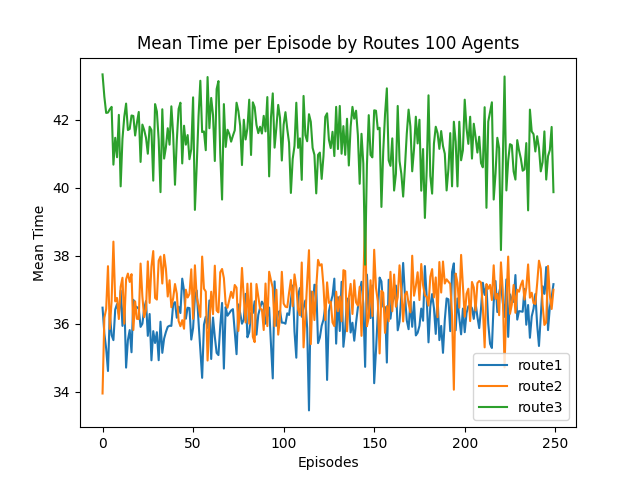 Mean Time per Episode by Routes 100 Agents
Mean Time
42
40
38
36
34
0
50
100
150
200
250
Episodes
route1
route2
route3